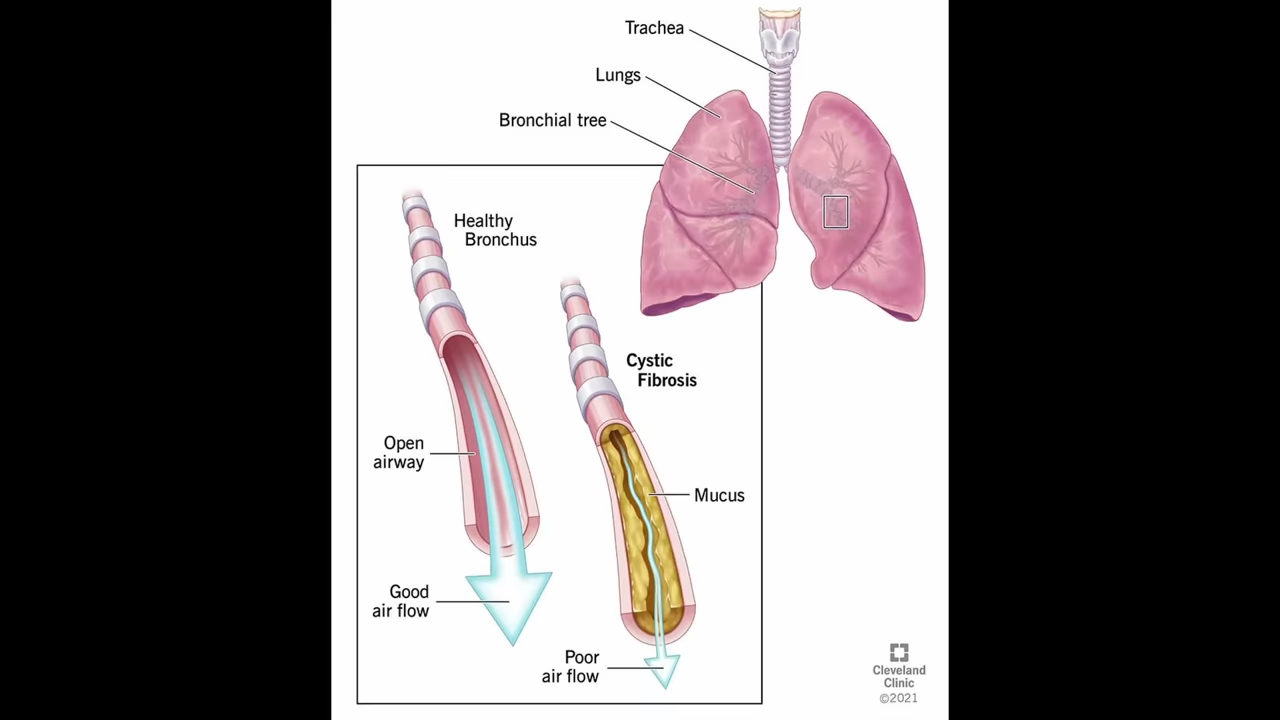 Trachea
Lungs
Bronchial tree
Healthy
Bronchus
Cystic
Fibrosis
Open
airway
Mucus
Good
air flow
Poor
air flow
Cleveland
Clinic
©2021